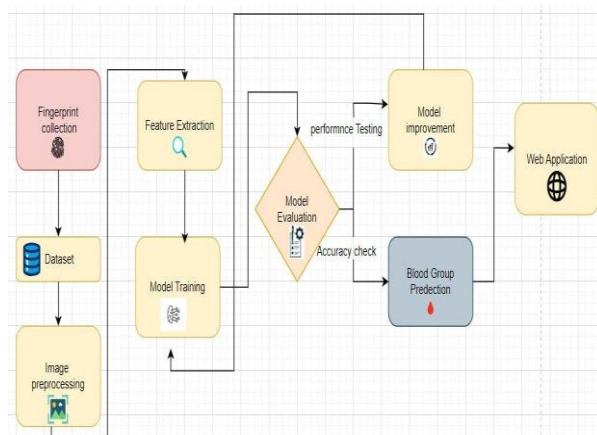 Fingerprint
collection
Dataset
Image
preprocessing
Feature Extraction
Model Training
Model
Evaluation
performnce Testing
Accuracy check
Model
improvement
Blood Group
Predection
Web Application